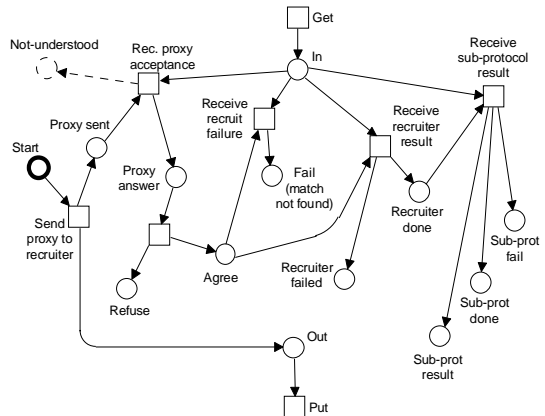 Get
Not-understood
Rec. proxy
acceptance
In
Receive
sub-protocol
result
Receive
recruit
failure
Receive
recruiter
result
Proxy sent
Start
Proxy
answer
Fail
(match
not found)
Recruiter
done
Send
proxy to
recruiter
Sub-prot
fail
Agree
Recruiter
failed
Refuse
Sub-prot
done
Out
Sub-prot
result
Put